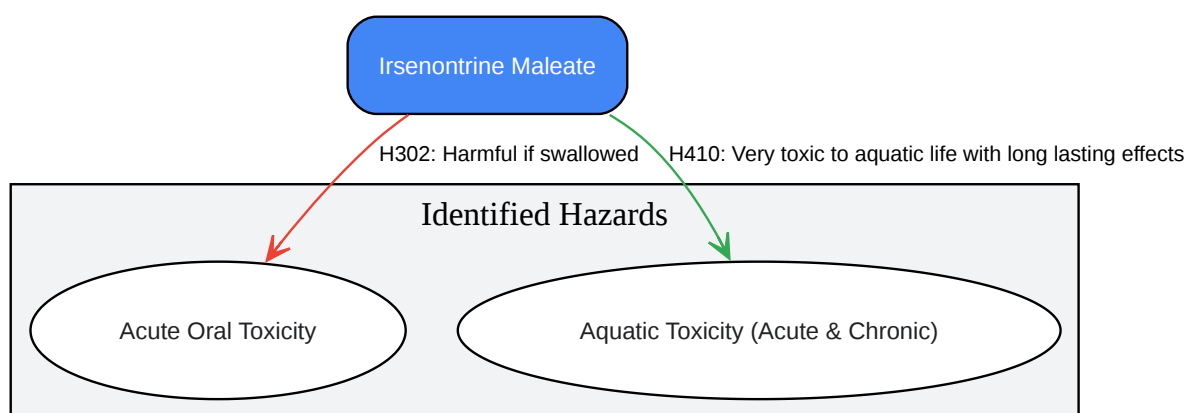 Irsenontrine Maleate
H302: Harmful if swallowed
H410: Very toxic to aquatic life with long lasting effects
Identified Hazards
Acute Oral Toxicity
Aquatic Toxicity (Acute & Chronic)